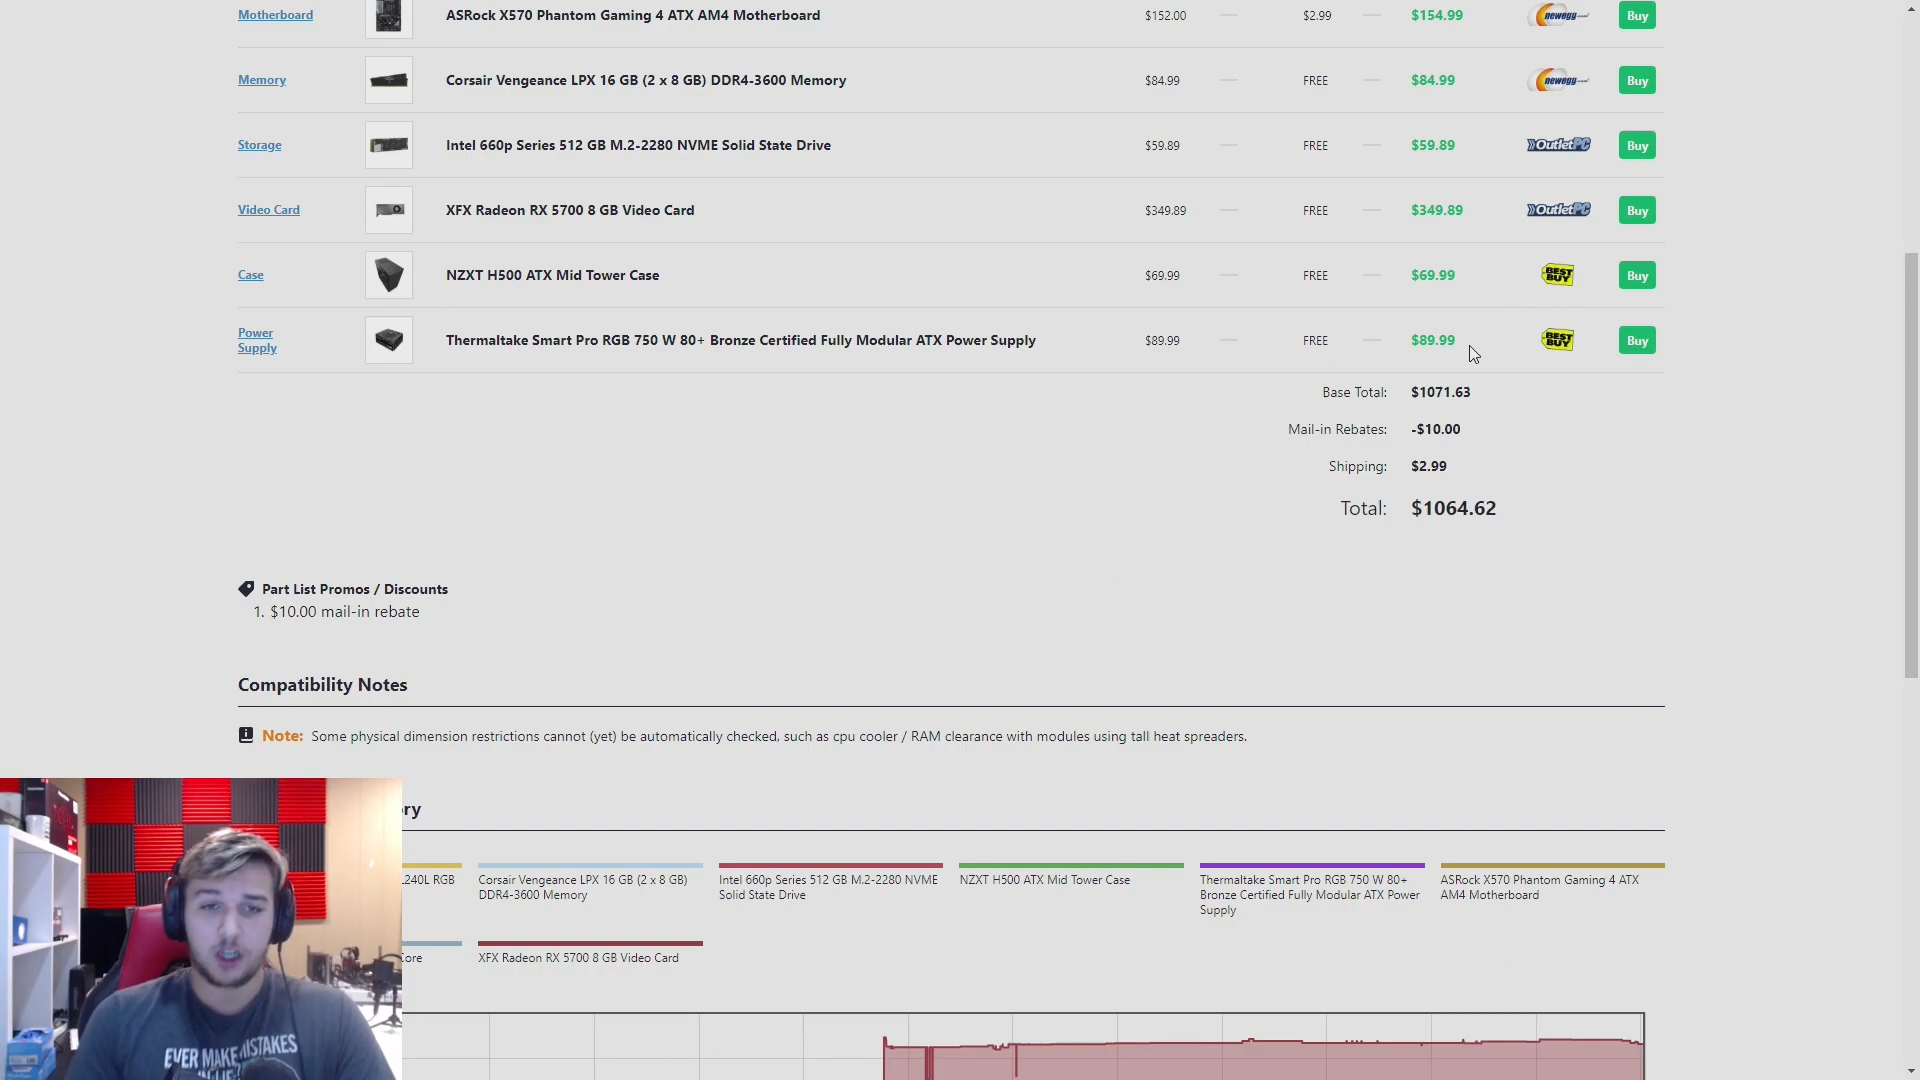 Motherboard ASRock X570 Phantom Gaming 4 ATX AM4 Motherboard $152.00 — $2.99 — $154.99 newegg Buy
Memory Corsair Vengeance LPX 16 GB (2 x 8 GB) DDR4-3600 Memory $84.99 — FREE — $84.99 newegg Buy
Storage Intel 660p Series 512 GB M.2-2280 NVME Solid State Drive $59.89 — FREE — $59.89 OutletPC Buy
Video Card XFX Radeon RX 5700 8 GB Video Card $349.89 — FREE — $349.89 OutletPC Buy
Case NZXT H500 ATX Mid Tower Case $69.99 — FREE — $69.99 BEST BUY Buy
Power Supply Thermaltake Smart Pro RGB 750 W 80+ Bronze Certified Fully Modular ATX Power Supply $89.99 — FREE — $89.99 BEST BUY Buy
Base Total: $1071.63
Mail-in Rebates: -$10.00
Shipping: $2.99
Total: $1064.62
Part List Promos / Discounts
1. $10.00 mail-in rebate
Compatibility Notes
Note: Some physical dimension restrictions cannot (yet) be automatically checked, such as cpu cooler / RAM clearance with modules using tall heat spreaders.
ry
240L RGB
Corsair Vengeance LPX 16 GB (2 x 8 GB)
DDR4-3600 Memory
Intel 660p Series 512 GB M.2-2280 NVME
Solid State Drive
NZXT H500 ATX Mid Tower Case
Thermaltake Smart Pro RGB 750 W 80+
Bronze Certified Fully Modular ATX Power
Supply
ASRock X570 Phantom Gaming 4 ATX
AM4 Motherboard
Core
XFX Radeon RX 5700 8 GB Video Card
EVER MAKE MISTAKES